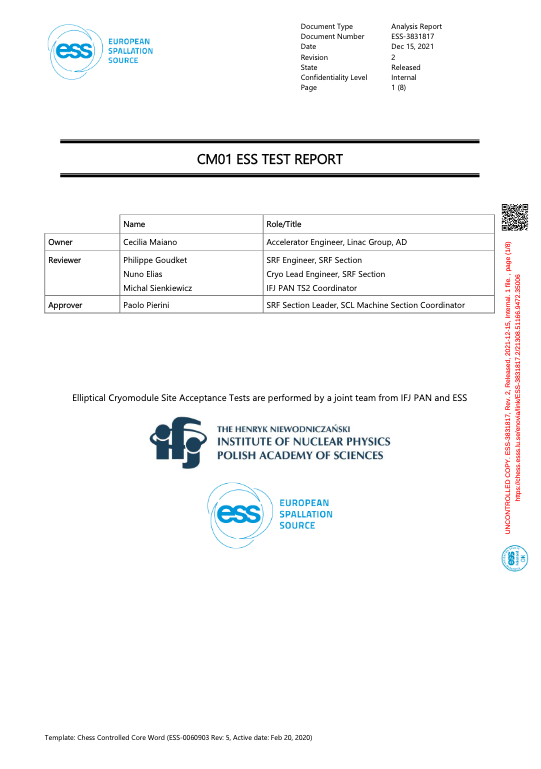 ess
EUROPEAN
SPALLATION
SOURCE
Document Type Analysis Report
Document Number ESS-3831817
Date Dec 15, 2021
Revision 2
State Released
Confidentiality Level Internal
Page 1 (8)
CM01 ESS TEST REPORT
Name Role/Title
Owner Cecilia Maiano Accelerator Engineer, Linac Group, AD
Reviewer Philippe Goudket SRF Engineer, SRF Section
Nuno Elias Cryo Lead Engineer, SRF Section
Michal Sienkiewicz IFJ PAN TS2 Coordinator
Approver Paolo Pierini SRF Section Leader, SCL Machine Section Coordinator
Elliptical Cryomodule Site Acceptance Tests are performed by a joint team from IFJ PAN and ESS
ifj
THE HENRYK NIEWODNICZAŃSKI
INSTITUTE OF NUCLEAR PHYSICS
POLISH ACADEMY OF SCIENCES
ess
EUROPEAN
SPALLATION
SOURCE
UNCONTROLLED COPY. ESS-3831817, Rev. 2, Released, 2021-12-15, Internal. 1 file. , page (1/8)
https://chess.esss.lu.se/enovia/link/ESS-3831817.2/21308.51166.9472.35006
ess
Template: Chess Controlled Core Word (ESS-0060903 Rev: 5, Active date: Feb 20, 2020)